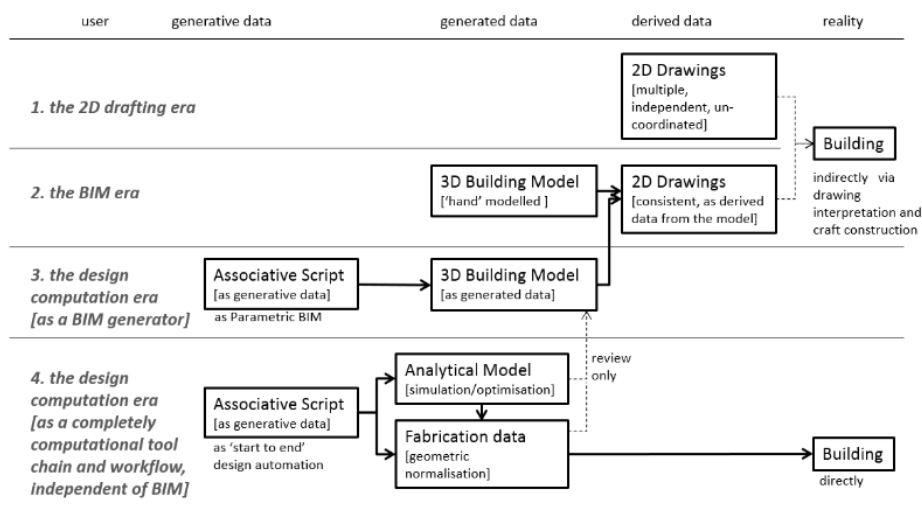 user
generative data
generated data
derived data
reality
1. the 2D drafting era
2D Drawings
[multiple,
independent, un-
coordinated]
Building
indirectly via
drawing
interpretation and
craft construction
2. the BIM era
3D Building Model
['hand' modelled ]
2D Drawings
[consistent, as derived
data from the model]
3. the design
computation era
[as a BIM generator]
Associative Script
[as generative data]
as Parametric BIM
3D Building Model
[as generated data]
review
only
4. the design
computation era
[as a completely
computational tool
chain and workflow,
independent of BIM]
Associative Script
[as generative data]
as 'start to end'
design automation
Analytical Model
[simulation/optimisation]
Fabrication data
[geometric
normalisation]
Building
directly